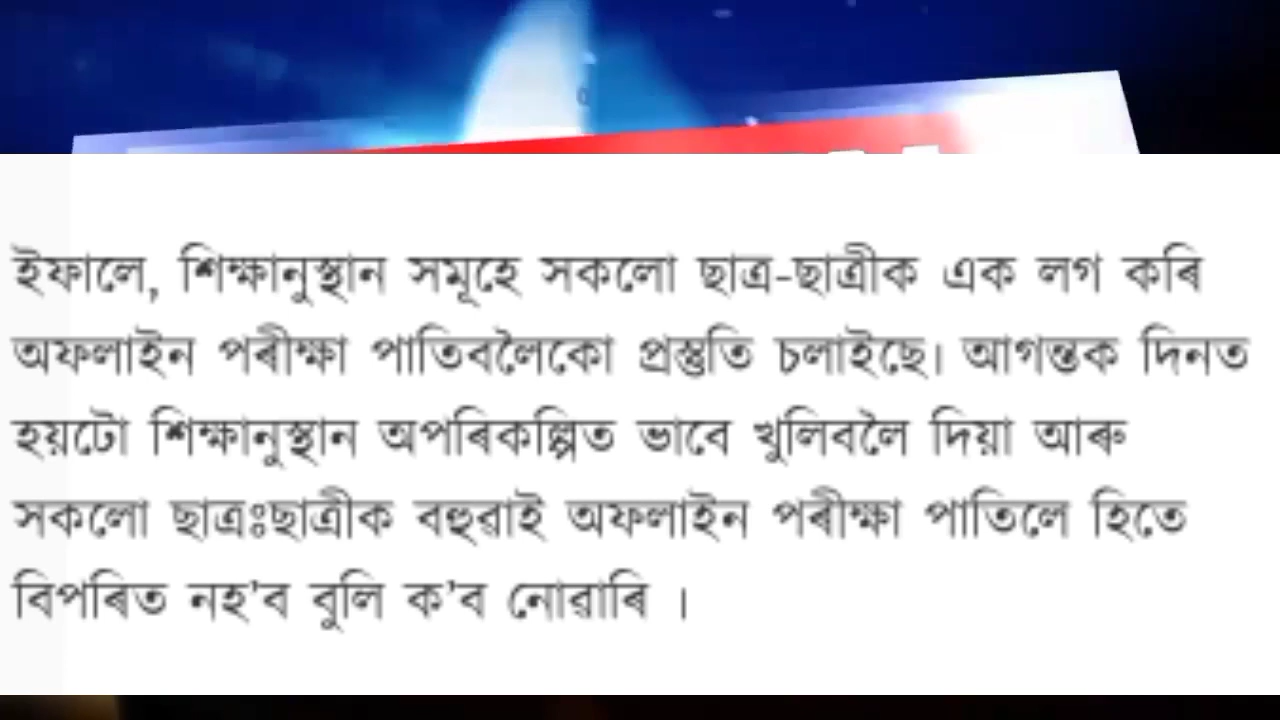 ইফালে, শিক্ষানুস্থান সমূহে সকলো ছাত্ৰ-ছাত্ৰীক এক লগ কৰি
অফলাইন পৰীক্ষা পাতিবলৈকো প্ৰস্তুতি চলাইছে। আগন্তক দিনত
হয়টো শিক্ষানুস্থান অপৰিকল্পিত ভাবে খুলিবলৈ দিয়া আৰু
সকলো ছাত্ৰঃছাত্ৰীক বহুৱাই অফলাইন পৰীক্ষা পাতিলে হিতে
বিপৰিত নহ'ব বুলি ক'ব নোৱাৰি ।